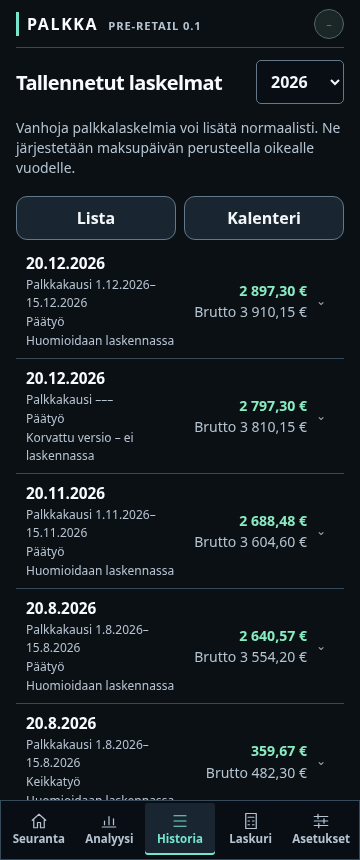 PALKKA PRE-RETAIL 0.1
–
Tallennetut laskelmat
2026
Vanhoja palkkalaskelmia voi lisätä normaalisti. Ne
järjestetään maksupäivän perusteella oikealle
vuodelle.
Lista
Kalenteri
20.12.2026
Palkkakausi 1.12.2026–
15.12.2026
Päätyö
Huomioidaan laskennassa
2 897,30 €
Brutto 3 910,15 €
20.12.2026
Palkkakausi –––
Päätyö
Korvattu versio – ei
laskennassa
2 797,30 €
Brutto 3 810,15 €
20.11.2026
Palkkakausi 1.11.2026–
15.11.2026
Päätyö
Huomioidaan laskennassa
2 688,48 €
Brutto 3 604,60 €
20.8.2026
Palkkakausi 1.8.2026–
15.8.2026
Päätyö
Huomioidaan laskennassa
2 640,57 €
Brutto 3 554,20 €
20.8.2026
Palkkakausi 1.8.2026–
15.8.2026
Keikkatyö
Huomioidaan laskennassa
359,67 €
Brutto 482,30 €
Seuranta
Analyysi
Historia
Laskuri
Asetukset